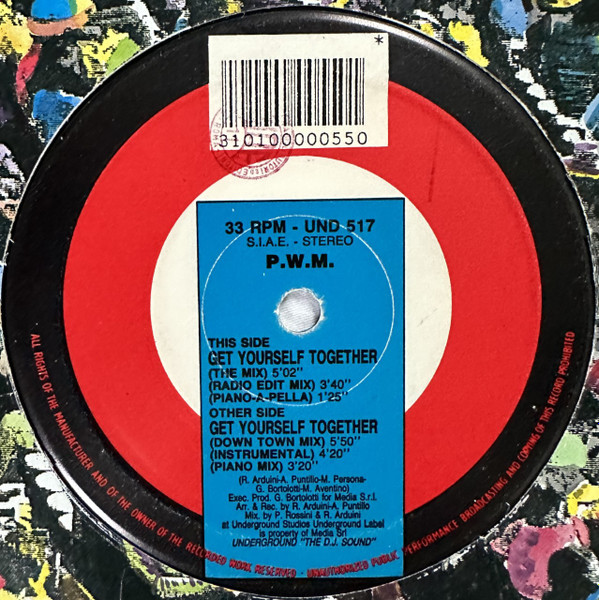 *
310100000550
33 RPM - UND 517
S.I.A.E. - STEREO
P.W.M.
THIS SIDE
GET YOURSELF TOGETHER
(THE MIX) 5'02"
(RADIO EDIT MIX) 3'40"
(PIANO-A-PELLA) 1'25"
OTHER SIDE
GET YOURSELF TOGETHER
(DOWN TOWN MIX) 5'50"
(INSTRUMENTAL) 4'20"
(PIANO MIX) 3'20"
(R. Arduini-A. Puntillo-M. Persona-
G. Bortolotti-M. Aventino)
Exec. Prod. G. Bortolotti for Media S.r.l.
Arr. & Rec. by R. Arduini-A. Puntillo
Mix. by P. Rossini & R. Arduini
at Underground Studios Underground Label
is property of Media Srl
UNDERGROUND "THE D.J. SOUND"
ALL RIGHTS OF THE MANUFACTURER AND OF THE OWNER OF THE RECORDED WORK RESERVED - UNAUTHORIZED PUBLIC PERFORMANCE BROADCASTING AND COPYING OF THIS RECORD PROHIBITED